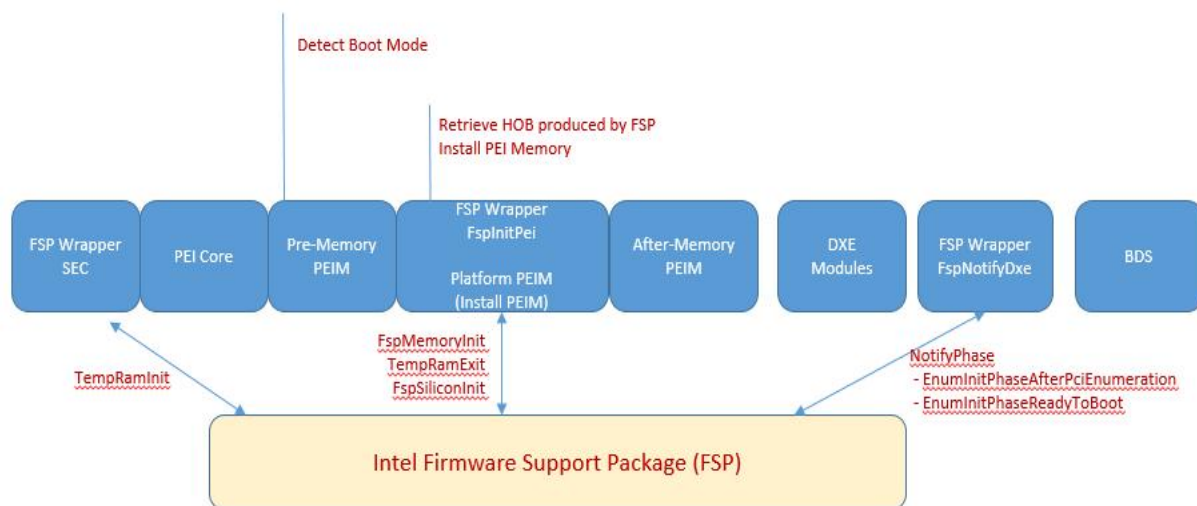 Detect Boot Mode
Retrieve HOB produced by FSP
Install PEI Memory
FSP Wrapper
SEC
PEI Core
Pre-Memory
PEIM
FSP Wrapper
FspInitPei
Platform PEIM
(Install PEIM)
After-Memory
PEIM
DXE
Modules
FSP Wrapper
FspNotifyDxe
BDS
TempRamInit
FspMemoryInit
TempRamExit
FspSiliconInit
NotifyPhase
- EnumInitPhaseAfterPciEnumeration
- EnumInitPhaseReadyToBoot
Intel Firmware Support Package (FSP)